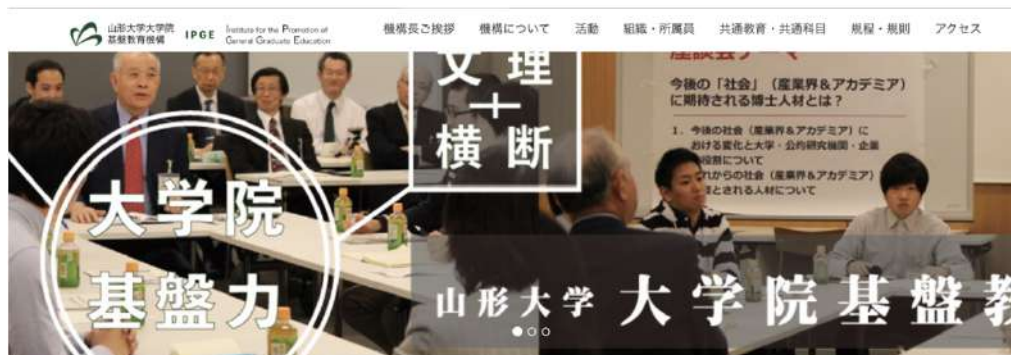 山形大学大学院
基盤教育機構
IPGE
Institute for the Promotion of
General Graduate Education
機構長ご挨拶 機構について 活動 組織・所属員 共通教育・共通科目 規程・規則 アクセス
文理
+
横断
今後の「社会」（産業界&アカデミア）
に期待される博士人材とは？
1. 今後の社会（産業界&アカデミア）に
おける変化と大学・公的研究機関・企業
役割について
れからの社会（産業界&アカデミア）
とされる人材について
大学院
基盤力
山形大学 大学院基盤教